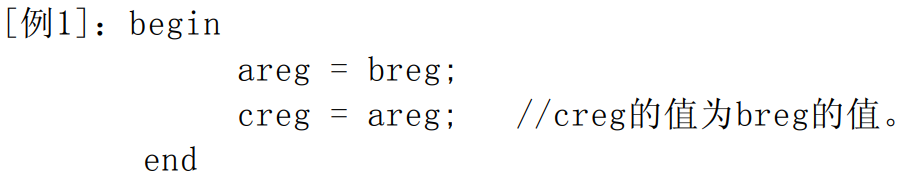 [例1]：begin
areg = breg;
creg = areg; //creg的值为breg的值。
end